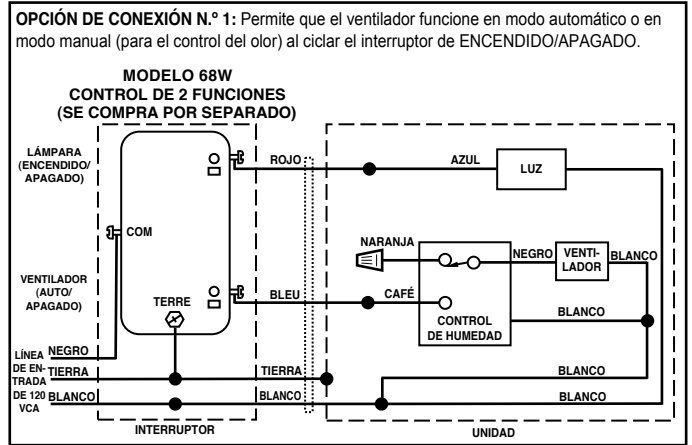 OPCIÓN DE CONEXIÓN N.º 1: Permite que el ventilador funcione en modo automático o en
modo manual (para el control del olor) al ciclar el interruptor de ENCENDIDO/APAGADO.
MODELO 68W
CONTROL DE 2 FUNCIONES
(SE COMPRA POR SEPARADO)
LÁMPARA
(ENCENDIDO/
APAGADO)
ROJO
AZUL
LUZ
COM
NARANJA
NEGRO
VENTI-
LADOR
BLANCO
VENTILADOR
(AUTO/
APAGADO)
TERRE
BLEU
CAFÉ
CONTROL
DE HUMEDAD
BLANCO
LÍNEA
DE EN-
TRADA
DE 120
VCA
NEGRO
TIERRA
TIERRA
BLANCO
BLANCO
BLANCO
BLANCO
INTERRUPTOR
UNIDAD